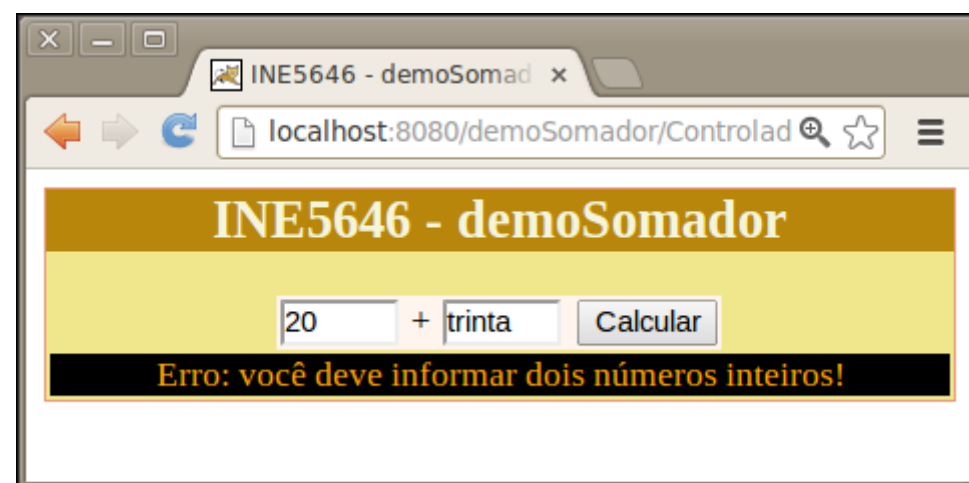 INE5646 - demoSomad
localhost:8080/demoSomador/Controlad
INE5646 - demoSomador
20 + trinta Calcular
Erro: você deve informar dois números inteiros!